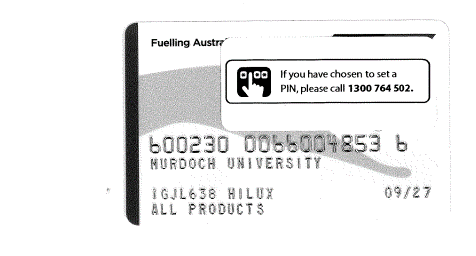 Fuelling Austra
If you have chosen to set a
PIN, please call 1300 764 502.
600230 0066004853 6
MURDOCH UNIVERSITY
1GJL638 HILUX 09/27
ALL PRODUCTS